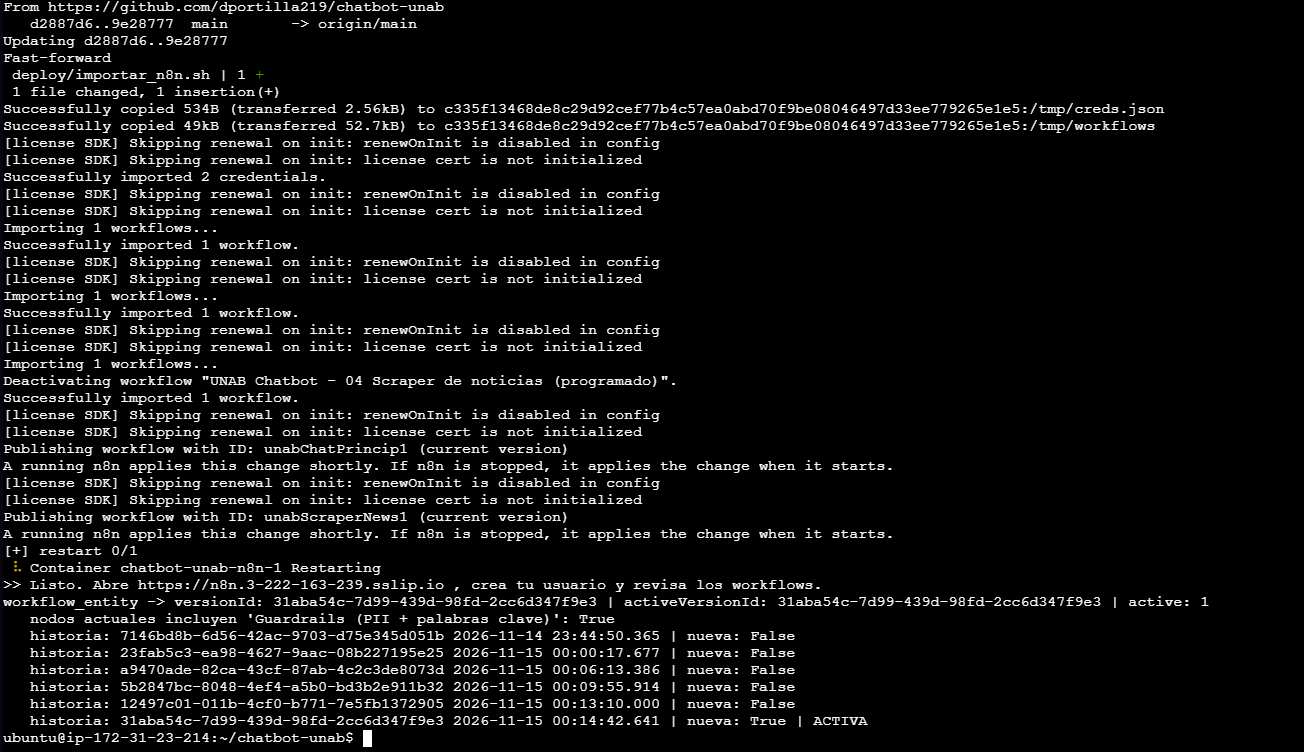 From https://github.com/dportilla219/chatbot-unab
   d2887d6..9e28777  main       -> origin/main
Updating d2887d6..9e28777
Fast-forward
 deploy/importar_n8n.sh | 1 +
 1 file changed, 1 insertion(+)
Successfully copied 534B (transferred 2.56kB) to c335f13468de8c29d92cef77b4c57ea0abd70f9be08046497d33ee779265e1e5:/tmp/creds.json
Successfully copied 49kB (transferred 52.7kB) to c335f13468de8c29d92cef77b4c57ea0abd70f9be08046497d33ee779265e1e5:/tmp/workflows
[license SDK] Skipping renewal on init: renewOnInit is disabled in config
[license SDK] Skipping renewal on init: license cert is not initialized
Successfully imported 2 credentials.
[license SDK] Skipping renewal on init: renewOnInit is disabled in config
[license SDK] Skipping renewal on init: license cert is not initialized
Importing 1 workflows...
Successfully imported 1 workflow.
[license SDK] Skipping renewal on init: renewOnInit is disabled in config
[license SDK] Skipping renewal on init: license cert is not initialized
Importing 1 workflows...
Successfully imported 1 workflow.
[license SDK] Skipping renewal on init: renewOnInit is disabled in config
[license SDK] Skipping renewal on init: license cert is not initialized
Importing 1 workflows...
Deactivating workflow "UNAB Chatbot - 04 Scraper de noticias (programado)".
Successfully imported 1 workflow.
[license SDK] Skipping renewal on init: renewOnInit is disabled in config
[license SDK] Skipping renewal on init: license cert is not initialized
Publishing workflow with ID: unabChatPrincip1 (current version)
A running n8n applies this change shortly. If n8n is stopped, it applies the change when it starts.
[license SDK] Skipping renewal on init: renewOnInit is disabled in config
[license SDK] Skipping renewal on init: license cert is not initialized
Publishing workflow with ID: unabScraperNews1 (current version)
A running n8n applies this change shortly. If n8n is stopped, it applies the change when it starts.
[+] restart 0/1
 Container chatbot-unab-n8n-1 Restarting
>> Listo. Abre https://n8n.3-222-163-239.sslip.io , crea tu usuario y revisa los workflows.
workflow_entity -> versionId: 31aba54c-7d99-439d-98fd-2cc6d347f9e3 | activeVersionId: 31aba54c-7d99-439d-98fd-2cc6d347f9e3 | active: 1
   nodos actuales incluyen 'Guardrails (PII + palabras clave)': True
   historia: 7146bd8b-6d56-42ac-9703-d75e345d051b 2026-11-14 23:44:50.365 | nueva: False
   historia: 23fab5c3-ea98-4627-9aac-08b227195e25 2026-11-15 00:00:17.677 | nueva: False
   historia: a9470ade-82ca-43cf-87ab-4c2c3de8073d 2026-11-15 00:06:13.386 | nueva: False
   historia: 5b2847bc-8048-4ef4-a5b0-bd3b2e911b32 2026-11-15 00:09:55.914 | nueva: False
   historia: 12497c01-011b-4cf0-b771-7e5fb1372905 2026-11-15 00:13:10.000 | nueva: False
   historia: 31aba54c-7d99-439d-98fd-2cc6d347f9e3 2026-11-15 00:14:42.641 | nueva: True | ACTIVA
ubuntu@ip-172-31-23-214:~/chatbot-unab$